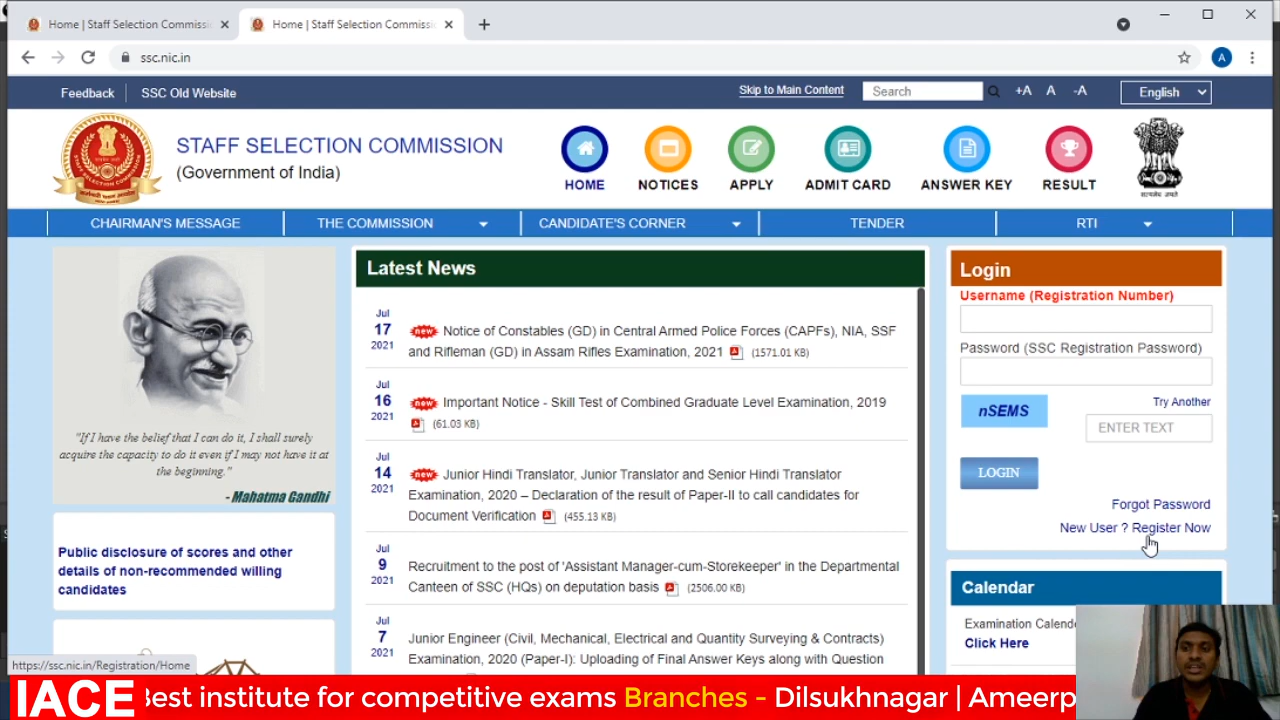 Home | Staff Selection Commiss
Home | Staff Selection Commiss
ssc.nic.in
A
Feedback
SSC Old Website
Skip to Main Content
Search
+A A -A
English
STAFF SELECTION COMMISSION
(Government of India)
HOME
NOTICES
APPLY
ADMIT CARD
ANSWER KEY
RESULT
CHAIRMAN'S MESSAGE
THE COMMISSION
CANDIDATE'S CORNER
TENDER
RTI
"If I have the belief that I can do it, I shall surely
acquire the capacity to do it even if I may not have it at
the beginning."
- Mahatma Gandhi
Public disclosure of scores and other
details of non-recommended willing
candidates
Latest News
Jul
17
2021
new Notice of Constables (GD) in Central Armed Police Forces (CAPFs), NIA, SSF
and Rifleman (GD) in Assam Rifles Examination, 2021 (1571.01 KB)
Jul
16
2021
new Important Notice - Skill Test of Combined Graduate Level Examination, 2019
(61.03 KB)
Jul
14
2021
new Junior Hindi Translator, Junior Translator and Senior Hindi Translator
Examination, 2020 – Declaration of the result of Paper-II to call candidates for
Document Verification (455.13 KB)
Jul
9
2021
Recruitment to the post of 'Assistant Manager-cum-Storekeeper' in the Departmental
Canteen of SSC (HQs) on deputation basis (2506.00 KB)
Jul
7
2021
Junior Engineer (Civil, Mechanical, Electrical and Quantity Surveying & Contracts)
Examination, 2020 (Paper-I): Uploading of Final Answer Keys along with Question
Login
Username (Registration Number)
Password (SSC Registration Password)
nSEMS
Try Another
ENTER TEXT
LOGIN
Forgot Password
New User ? Register Now
Calendar
Examination Calend
Click Here
https://ssc.nic.in/Registration/Home
IACE Best institute for competitive exams Branches - Dilsukhnagar | Ameerp